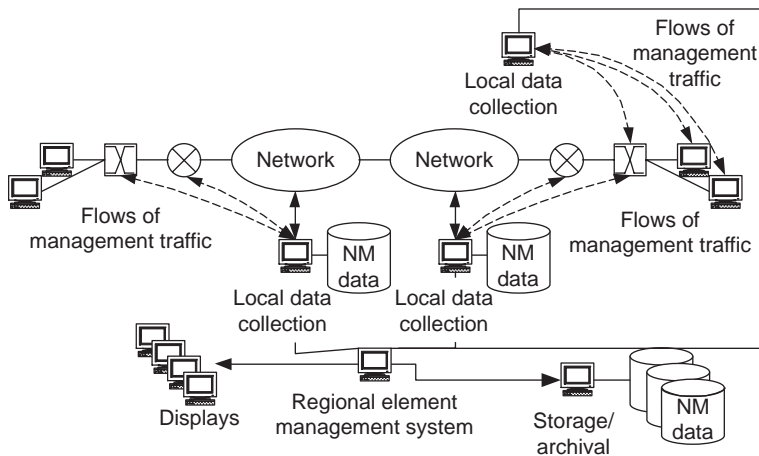 Flows of
management
traffic
Local data
collection
Network
Network
Flows of
management traffic
Flows of
management traffic
NM
data
NM
data
Local data
collection
Local data
collection
Displays
Regional element
management system
Storage/
archival
NM
data